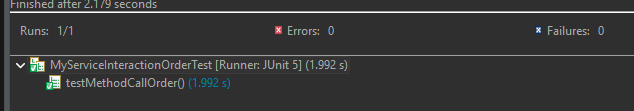 Finished after 2.179 seconds
Runs: 1/1 Errors: 0 Failures: 0
MyServiceInteractionOrderTest [Runner: JUnit 5] (1.992 s)
testMethodCallOrder() (1.992 s)